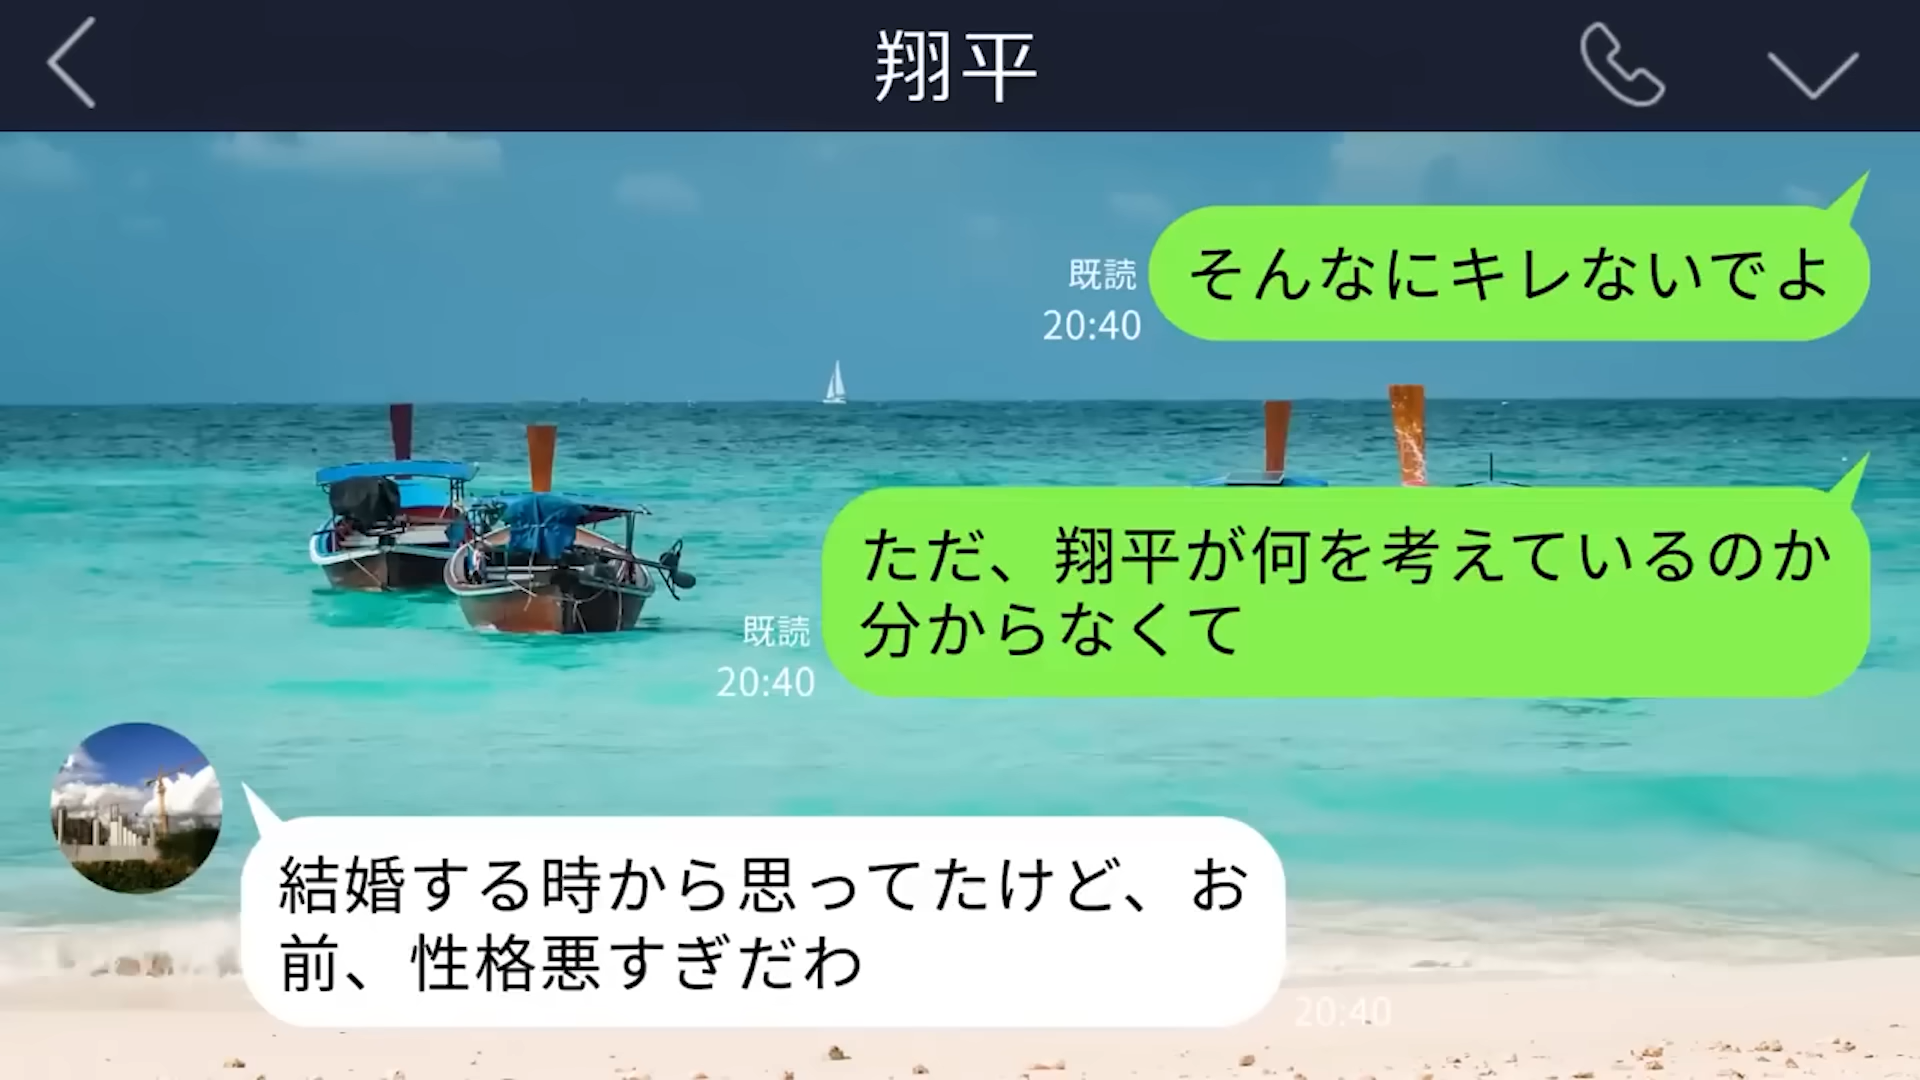 翔平
そんなにキレないでよ
既読
20:40
ただ、翔平が何を考えているのか
分からなくて
既読
20:40
結婚する時から思ってたけど、お
前、性格悪すぎだわ
20:40